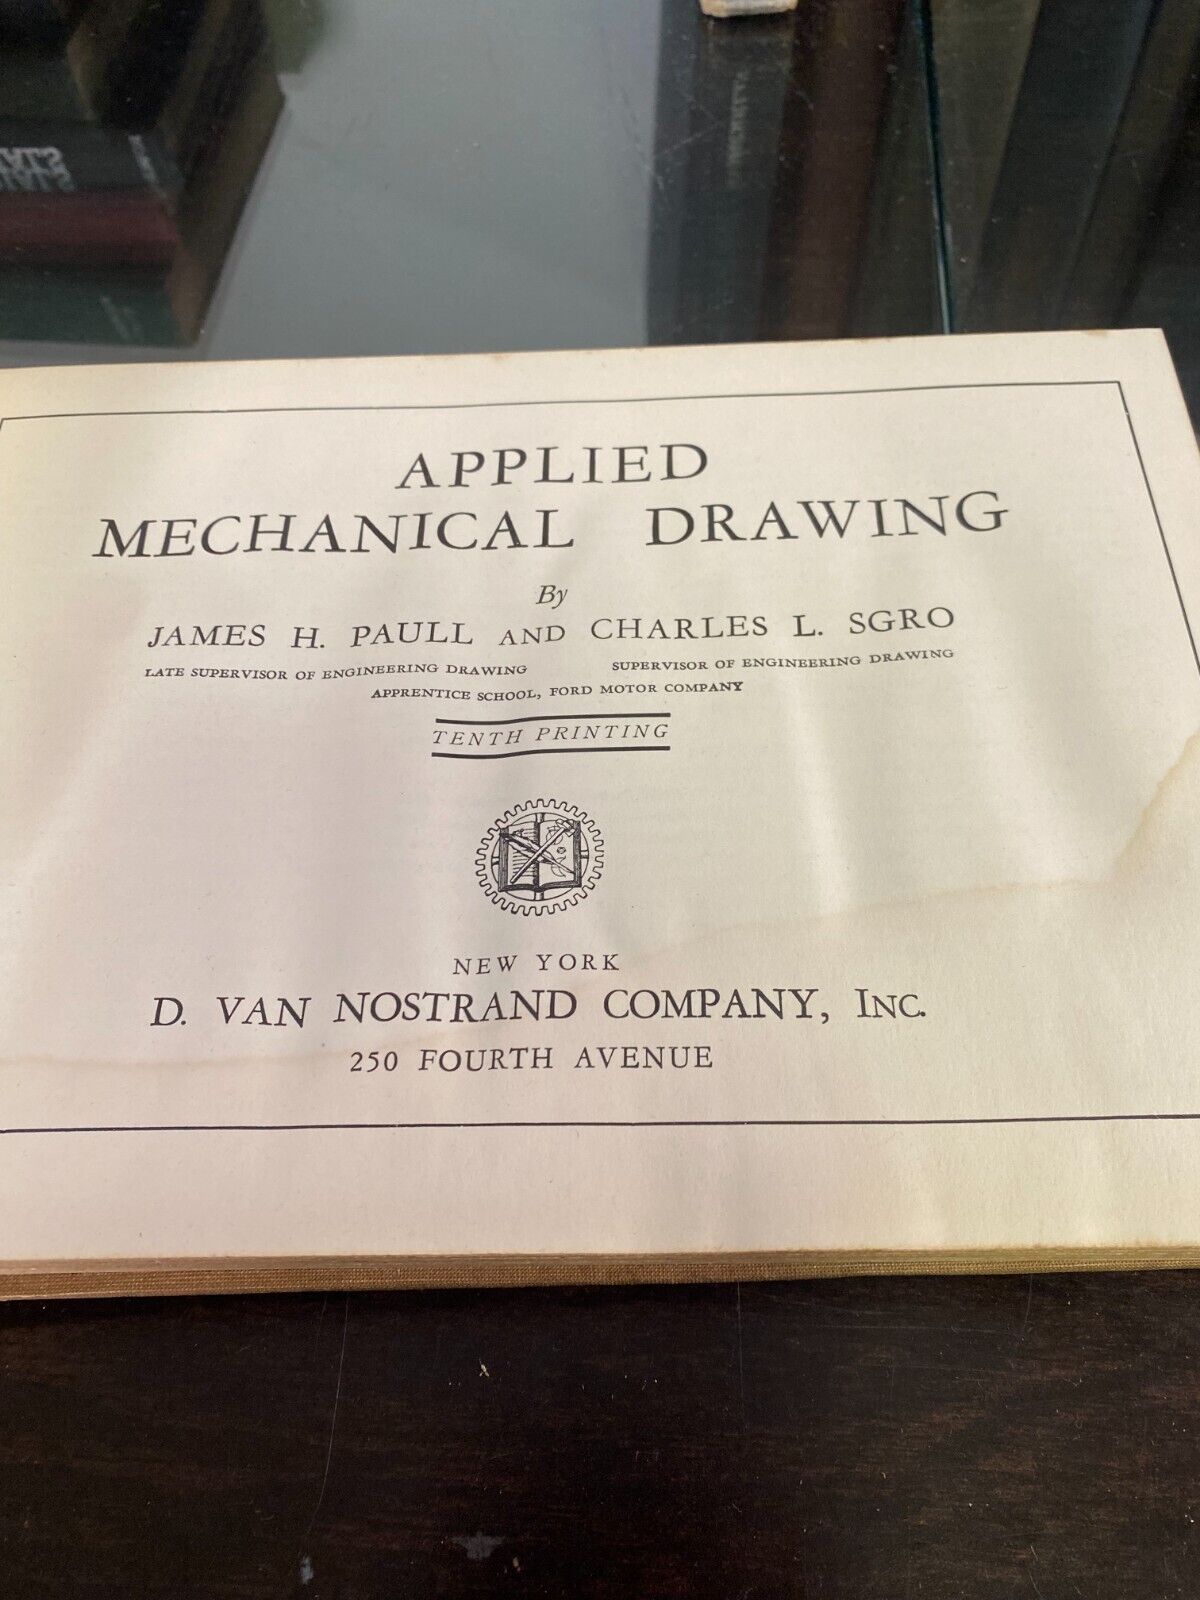 APPLIED
MECHANICAL DRAWING
By
JAMES H. PAULL AND CHARLES L. SGRO
LATE SUPERVISOR OF ENGINEERING DRAWING SUPERVISOR OF ENGINEERING DRAWING
APPRENTICE SCHOOL, FORD MOTOR COMPANY
TENTH PRINTING
NEW YORK
D. VAN NOSTRAND COMPANY, INC.
250 FOURTH AVENUE